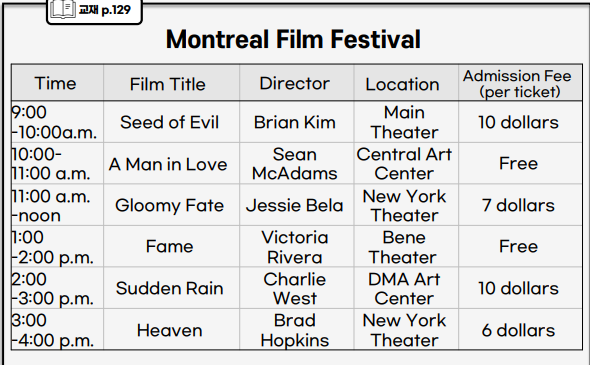 교재 p.129
Montreal Film Festival
Time Film Title Director Location Admission Fee (per ticket)
9:00 -10:00a.m. Seed of Evil Brian Kim Main Theater 10 dollars
10:00- 11:00 a.m. A Man in Love Sean McAdams Central Art Center Free
11:00 a.m. -noon Gloomy Fate Jessie Bela New York Theater 7 dollars
1:00 -2:00 p.m. Fame Victoria Rivera Bene Theater Free
2:00 -3:00 p.m. Sudden Rain Charlie West DMA Art Center 10 dollars
3:00 -4:00 p.m. Heaven Brad Hopkins New York Theater 6 dollars